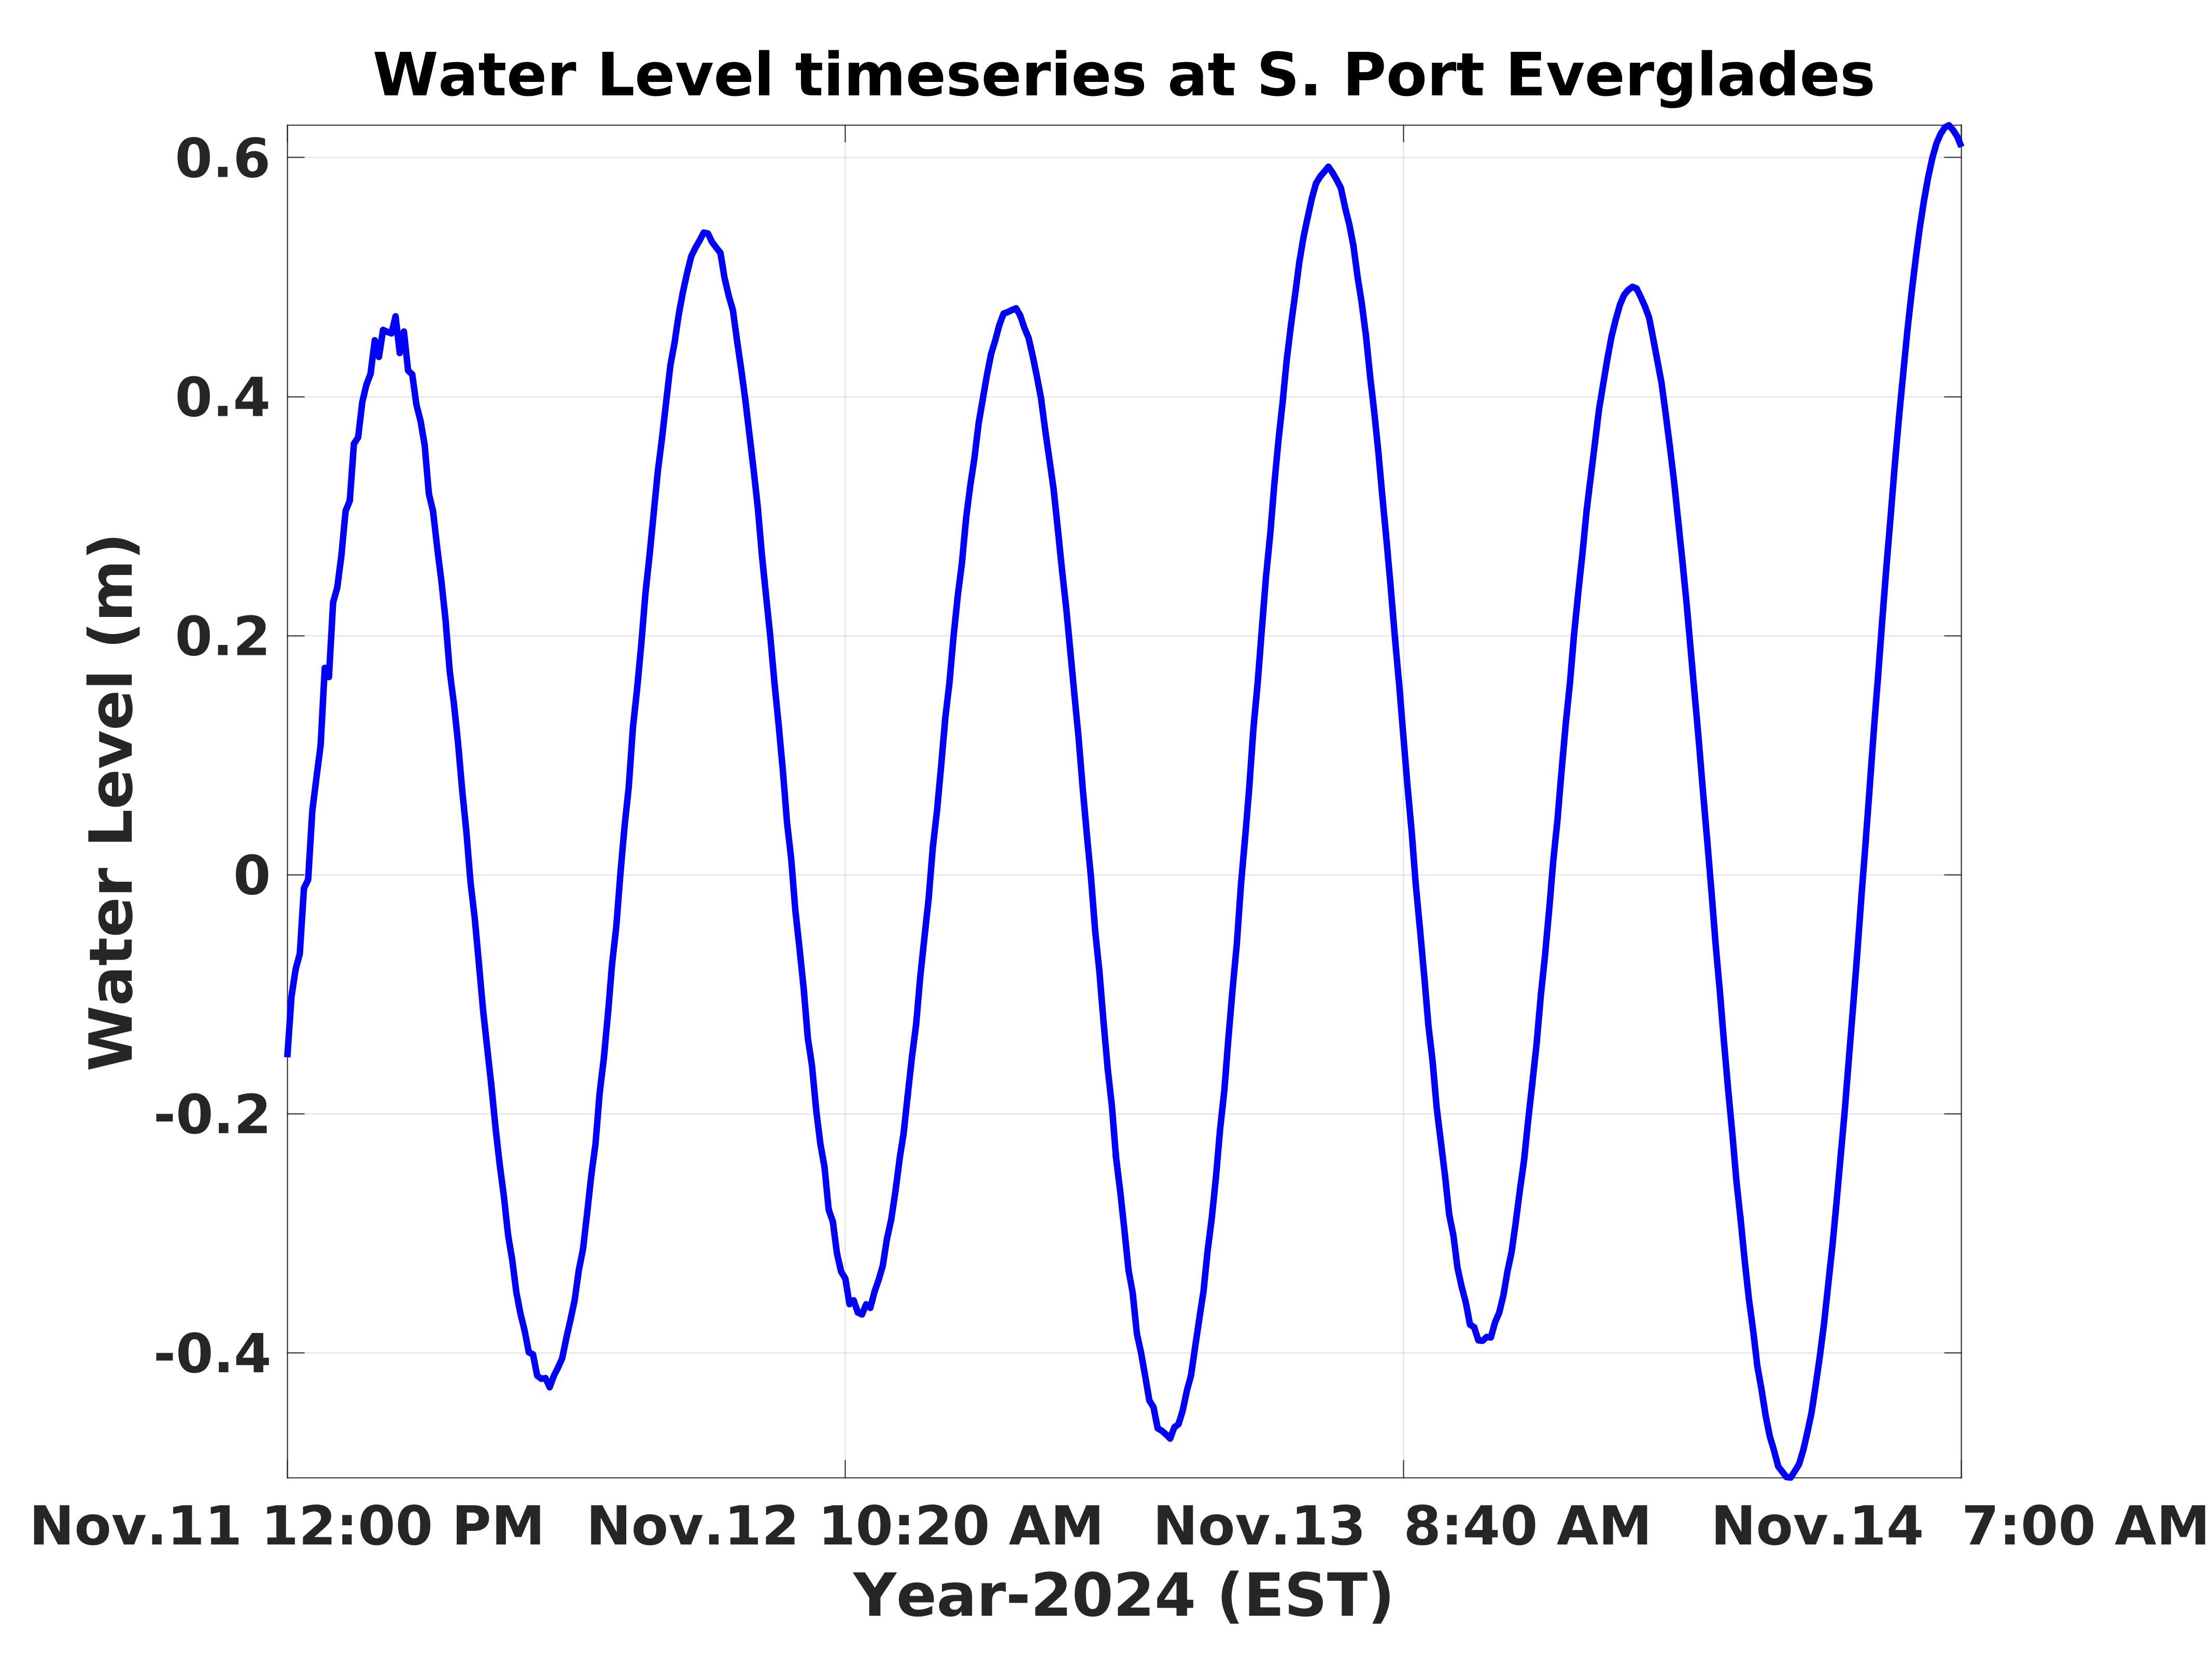 Water Level timeseries at S. Port Everglades
0.6
0.4
0.2
0
-0.2
-0.4
Water Level (m)
Nov.11 12:00 PM Nov.12 10:20 AM Nov.13 8:40 AM Nov.14 7:00 AM
Year-2024 (EST)